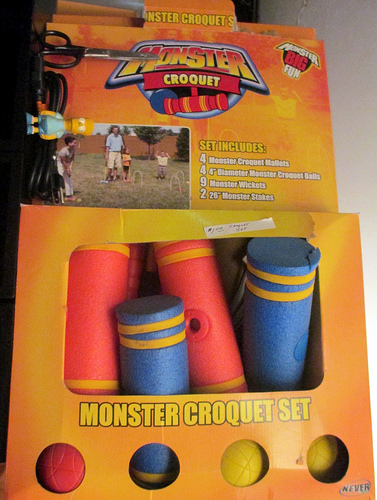 MONSTER CROQUET S
MONSTER
CROQUET
MONSTER
BIG
FUN
SET INCLUDES:
4 Monster Croquet Mallets
4 4" Diameter Monster Croquet Balls
9 Monster Wickets
2 26" Monster Stakes
MONSTER CROQUET SET
NEVER